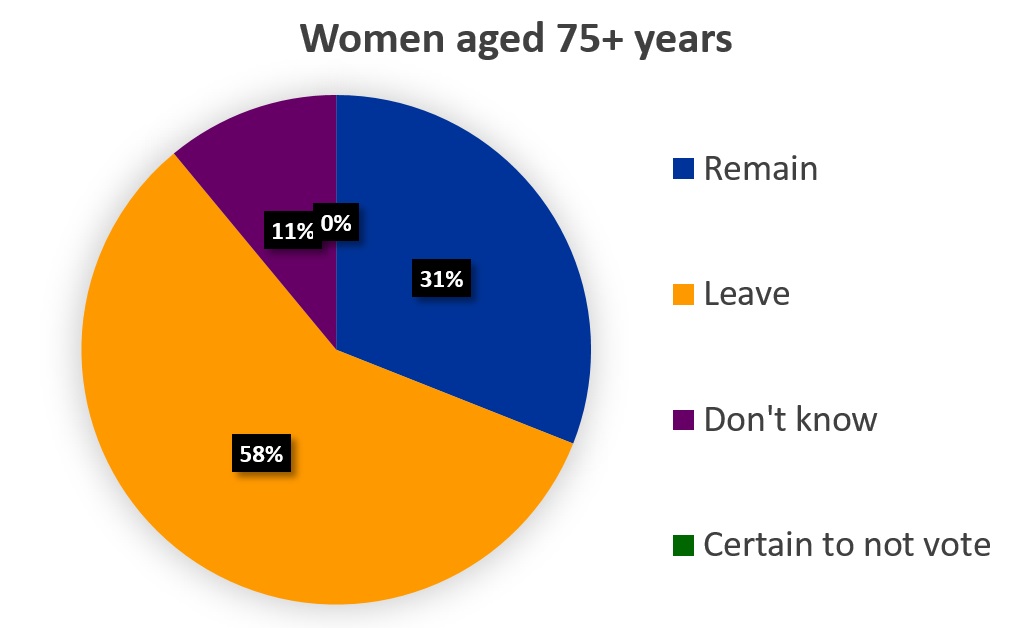 Women aged 75+ years
0%
11%
31%
58%
Remain
Leave
Don't know
Certain to not vote